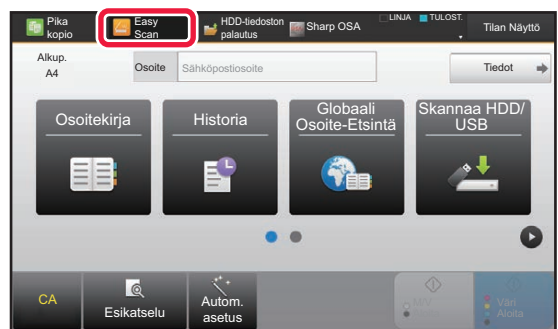 Pika
kopio
Easy
Scan
HDD-tiedoston
palautus
Sharp OSA
LINJA
TULOST.
Tilan Näyttö
Alkup.
A4
Osoite
Sähköpostiosoite
Tiedot
Osoitekirja
Historia
Globaali
Osoite-Etsintä
Skannaa HDD/
USB
CA
Esikatselu
Autom.
asetus
M/V
Aloita
Väri
Aloita